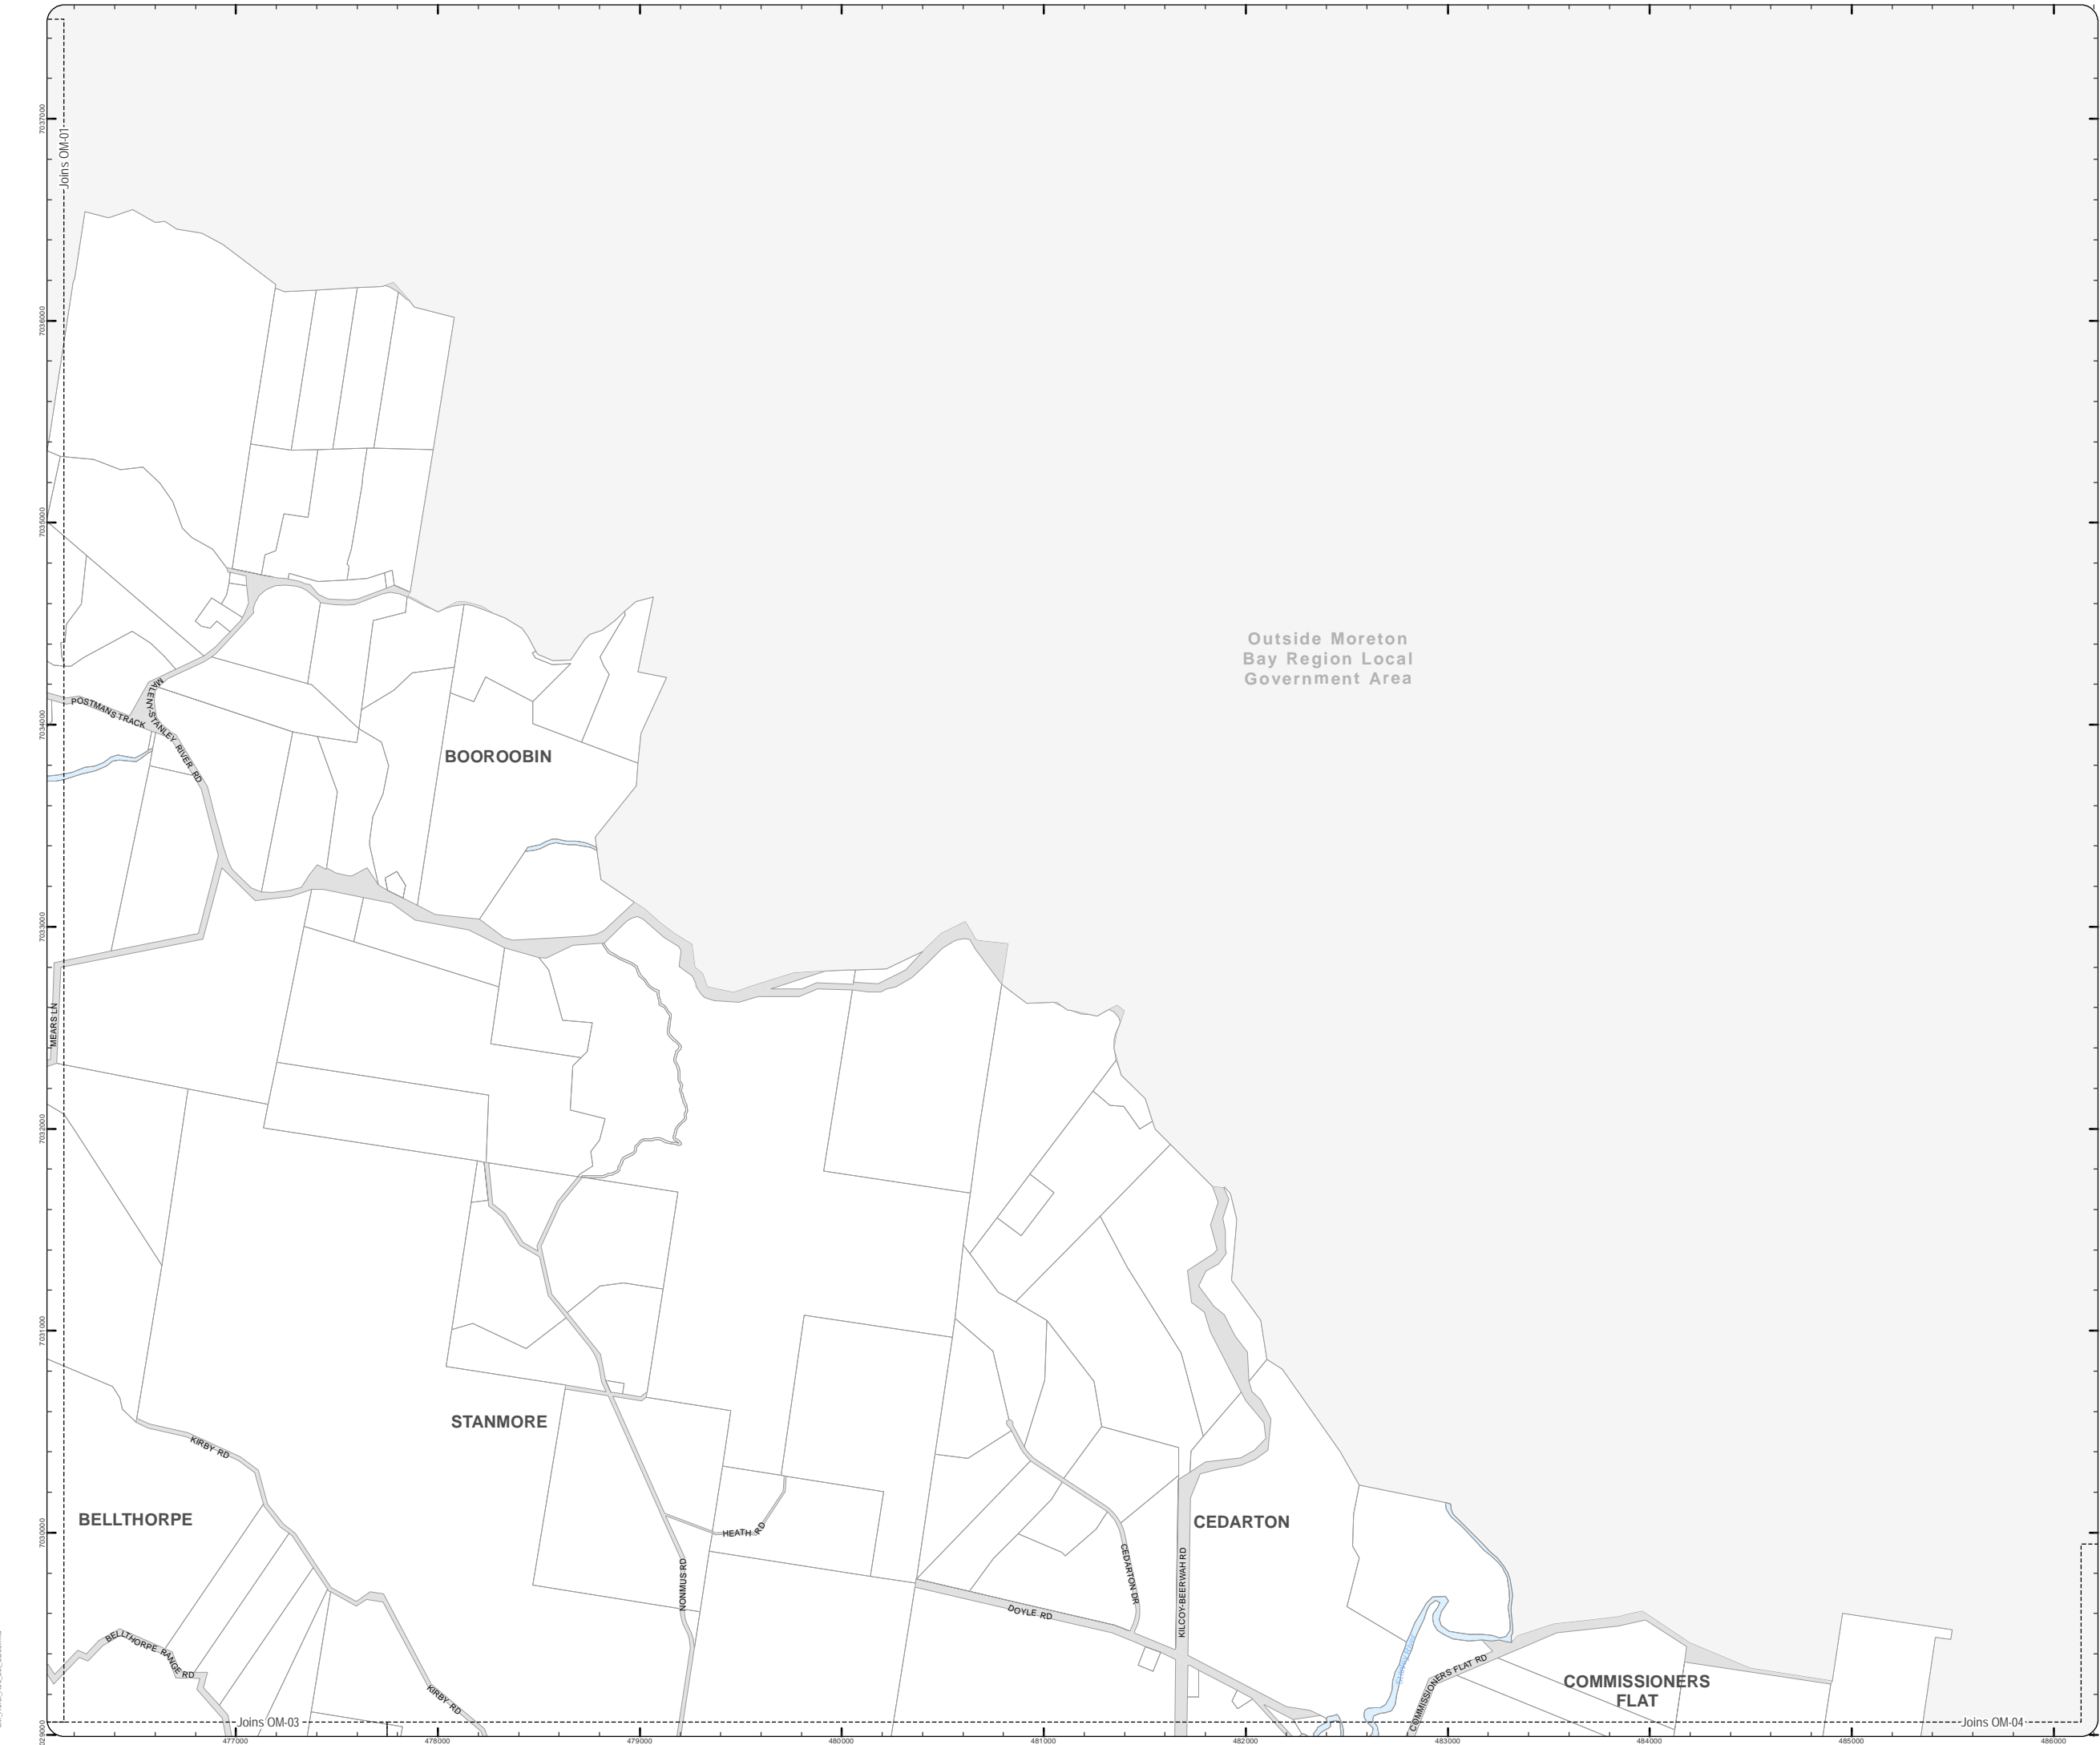 Joins OM-01
7037000
7036000
7035000
7034000
7033000
7032000
7031000
7030000
Outside Moreton
Bay Region Local
Government Area
POSTMANS TRACK
MALENY-STANLEY RIVER RD
BOOROOBIN
MEARS LN
STANMORE
KIRBY RD
BELLTHORPE
HEATH RD
CEDARTON
NONMUS RD
CEDARTON DR
KILCOY-BEERWAH RD
DOYLE RD
BELLTHORPE RANGE RD
KIRBY RD
COMMISSIONERS FLAT RD
COMMISSIONERS
FLAT
Joins OM-03
Joins OM-04
477000
478000
479000
480000
481000
482000
483000
484000
485000
486000